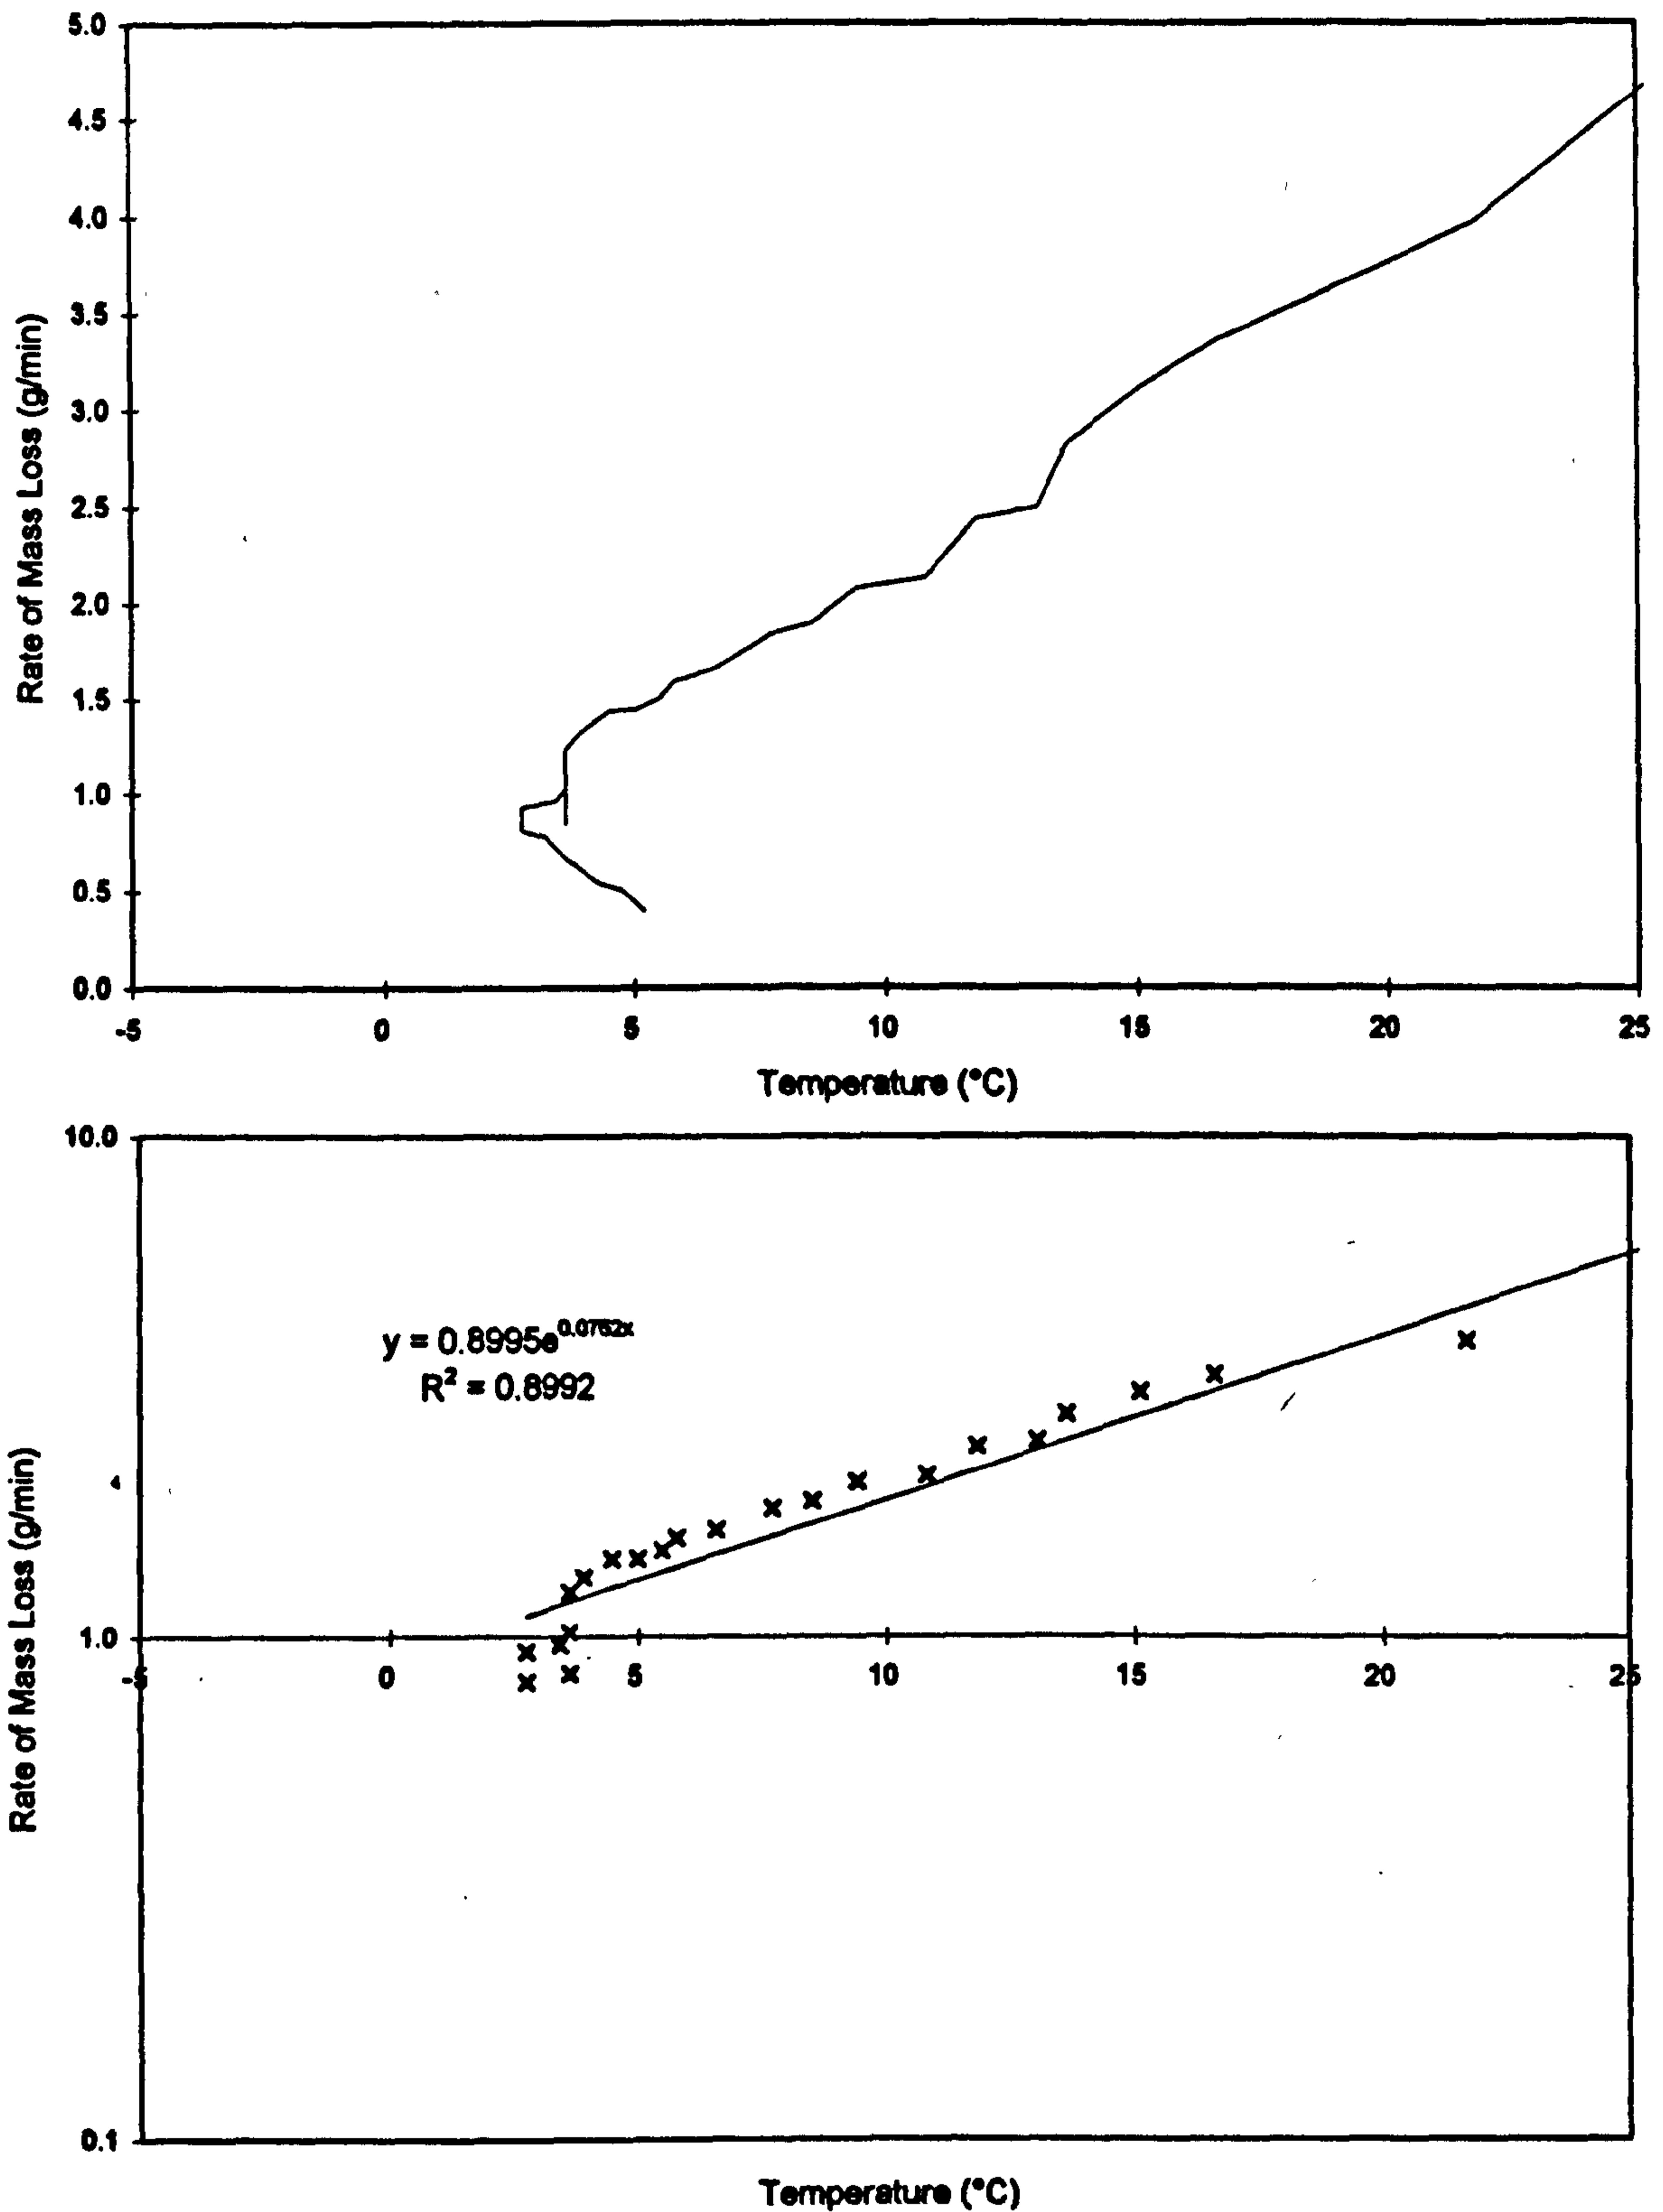 5.0
4.5
4.0
3.5
3.0
2.5
2.0
1.5
1.0
0.5
0.0
Rate of Mass Loss (g/min)
-5 0 5 10 15 20 25
Temperature (°C)
10.0
1.0
0.1
Rate of Mass Loss (g/min)
y = 0.8995e^0.0762x
R² = 0.8992
-5 0 5 10 15 20 25
Temperature (°C)